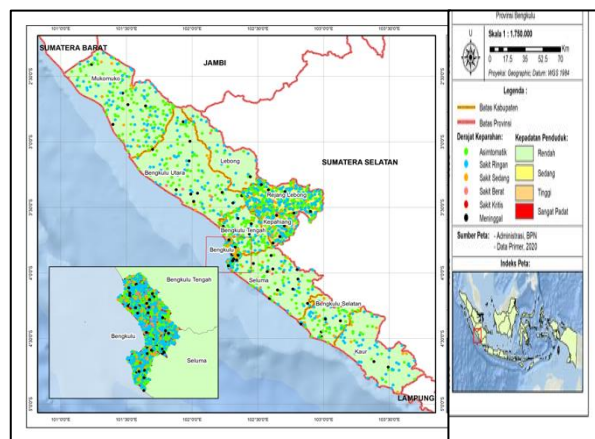 SUMATERA BARAT
JAMBI
Mukomuko
SUMATERA SELATAN
Lebong
Bengkulu Utara
Rejang Lebong
Kepahiang
Bengkulu Tengah
Bengkulu
Seluma
Bengkulu Selatan
Kaur
LAMPUNG
Bengkulu Tengah
Bengkulu
Seluma
Provinsi Bengkulu
U
Skala 1 : 1.750.000
0 17.5 35 52.5 70
Km
Proyeksi: Geographic; Datum: WGS 1984
Legenda :
Batas Kabupaten
Batas Provinsi
Derajat Keparahan:
Asimtomatik
Sakit Ringan
Sakit Sedang
Sakit Berat
Sakit Kritis
Meninggal
Kepadatan Penduduk:
Rendah
Sedang
Tinggi
Sangat Padat
Sumber Peta: - Administrasi, BPN
- Data Primer, 2020
Indeks Peta: